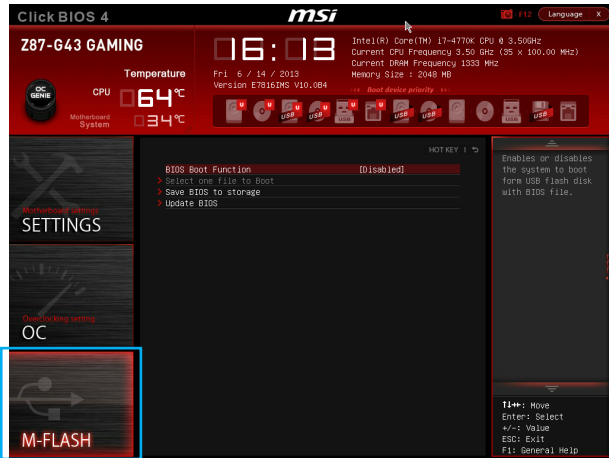 Click BIOS 4
msi
F12
Language X
Z87-G43 GAMING
Temperature
OC
GENIE
CPU 64°C
Motherboard
System 34°C
16:13
Fri 6 / 14 / 2013
Version E7816IMS V10.0B4
Intel(R) Core(TM) i7-4770K CPU @ 3.50GHz
Current CPU Frequency 3.50 GHz (35 x 100.00 MHz)
Current DRAM Frequency 1333 MHz
Memory Size : 2048 MB
Boot device priority
U U USB U USB U U U USB U USB U USB USB
HOT KEY
BIOS Boot Function [Disabled]
> Select one file to Boot
> Save BIOS to storage
> Update BIOS
Enables or disables
the system to boot
form USB flash disk
with BIOS file.
Motherboard settings
SETTINGS
Overclocking setting
OC
M-FLASH
↑↓←→: Move
Enter: Select
+/-: Value
ESC: Exit
F1: General Help